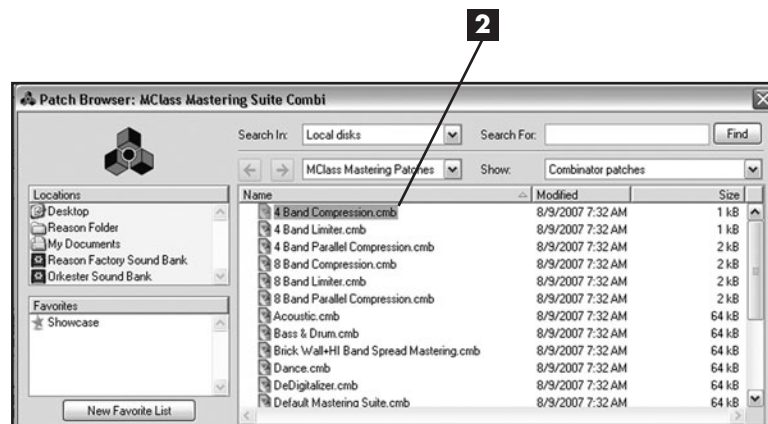 2
Patch Browser: MClass Mastering Suite Combi
Search In: Local disks Search For: Find
MClass Mastering Patches Show: Combinator patches
Locations
Desktop
Reason Folder
My Documents
Reason Factory Sound Bank
Orkester Sound Bank
Favorites
Showcase
New Favorite List
Name Modified Size
4 Band Compression.cmb 8/9/2007 7:32 AM 1 kB
4 Band Limiter.cmb 8/9/2007 7:32 AM 1 kB
4 Band Parallel Compression.cmb 8/9/2007 7:32 AM 2 kB
8 Band Compression.cmb 8/9/2007 7:32 AM 2 kB
8 Band Limiter.cmb 8/9/2007 7:32 AM 2 kB
8 Band Parallel Compression.cmb 8/9/2007 7:32 AM 2 kB
Acoustic.cmb 8/9/2007 7:32 AM 64 kB
Bass & Drum.cmb 8/9/2007 7:32 AM 64 kB
Brick Wall+HI Band Spread Mastering.cmb 8/9/2007 7:32 AM 64 kB
Dance.cmb 8/9/2007 7:32 AM 64 kB
DeDigitalizer.cmb 8/9/2007 7:32 AM 64 kB
Default Mastering Suite.cmb 8/9/2007 7:32 AM 64 kB